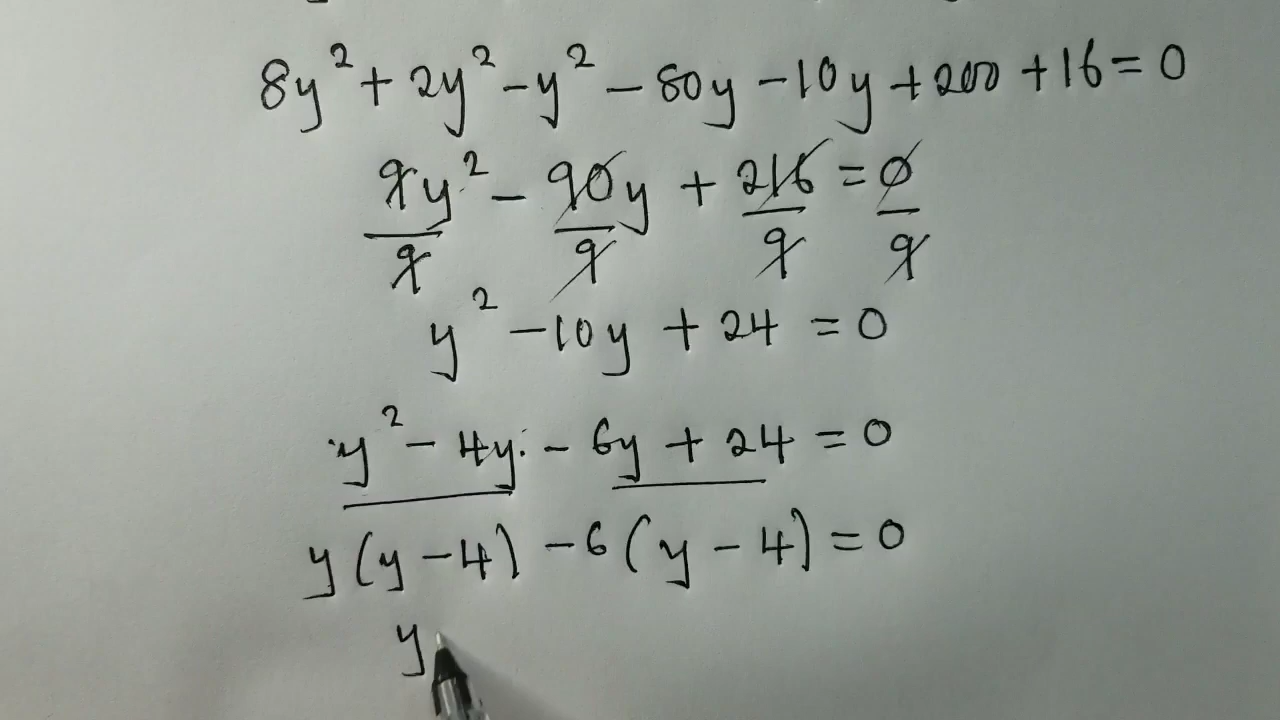 8y² + 2y² - y² - 80y - 10y + 200 + 16 = 0
9y²/9 - 90y/9 + 216/9 = 0/9
y² - 10y + 24 = 0
y² - 4y - 6y + 24 = 0
y(y - 4) - 6(y - 4) = 0
y